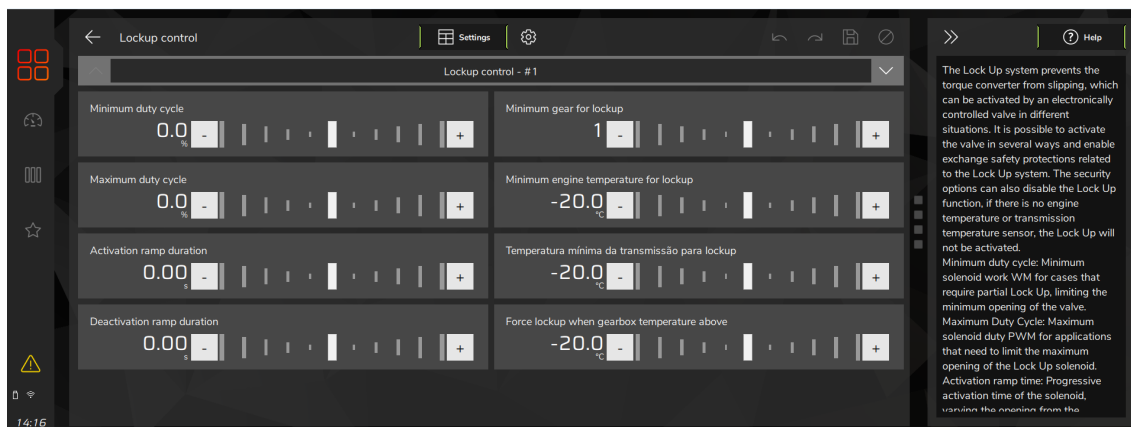 Lockup control
Settings
Help
Lockup control - #1
Minimum duty cycle
0.0
%
-
+
Minimum gear for lockup
1
-
+
Maximum duty cycle
0.0
%
-
+
Minimum engine temperature for lockup
-20.0
°C
-
+
Activation ramp duration
0.00
s
-
+
Temperatura mínima da transmissão para lockup
-20.0
°C
-
+
Deactivation ramp duration
0.00
s
-
+
Force lockup when gearbox temperature above
-20.0
°C
-
+
14:16
The Lock Up system prevents the
torque converter from slipping, which
can be activated by an electronically
controlled valve in different
situations. It is possible to activate
the valve in several ways and enable
exchange safety protections related
to the Lock Up system. The security
options can also disable the Lock Up
function, if there is no engine
temperature or transmission
temperature sensor, the Lock Up will
not be activated.
Minimum duty cycle: Minimum
solenoid work WM for cases that
require partial Lock Up, limiting the
minimum opening of the valve.
Maximum Duty Cycle: Maximum
solenoid duty PWM for applications
that need to limit the maximum
opening of the Lock Up solenoid.
Activation ramp time: Progressive
activation time of the solenoid,
varying the opening from the